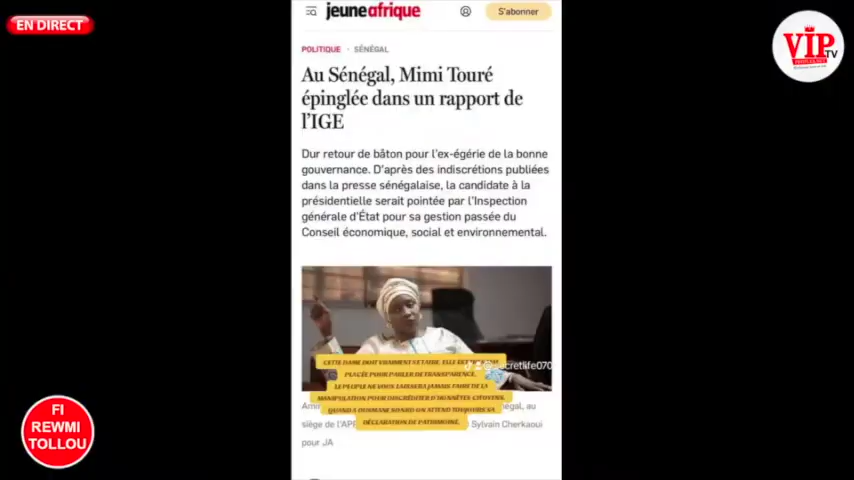 EN DIRECT
jeuneafrique
S'abonner
VIP
TV
POLITIQUE · SÉNÉGAL
Au Sénégal, Mimi Touré
épinglée dans un rapport de
l'IGE
Dur retour de bâton pour l'ex-égérie de la bonne
gouvernance. D'après des indiscrétions publiées
dans la presse sénégalaise, la candidate à la
présidentielle serait pointée par l'Inspection
générale d'État pour sa gestion passée du
Conseil économique, social et environnemental.
CETTE DAME DOIT VRAIMENT SE TAIRE. ELLE
PLACÉE POUR PARLER DE TRANSPARENCE.
LE PEUPLE NE VOUS LAISSERA JAMAIS FAIRE DE LA
MANIPULATION POUR DISCRÉDITER D'HONNÊTES CITOYENS.
QUAND A OUSMANE SONKO ON ATTEND TOUJOURS SA
DÉCLARATION DE PATRIMOINE.
secretlife070
au
siège de l'APR
Sylvain Cherkaoui
pour JA
FI
REWMI
TOLLOU